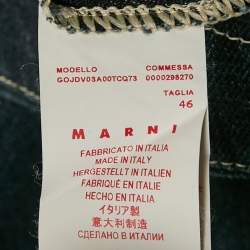 MODELLO COMMESSA
GOJDV03A00TCQ73 0000298270
TAGLIA
46
MARNI
FABBRICATO IN ITALIA
MADE IN ITALY
HERGESTELLT IN ITALIEN
FABRIQUÉ EN ITALIE
HECHO EN ITALIA
イタリア製
意大利制造
СДЕЛАНО В ИТАЛИИ